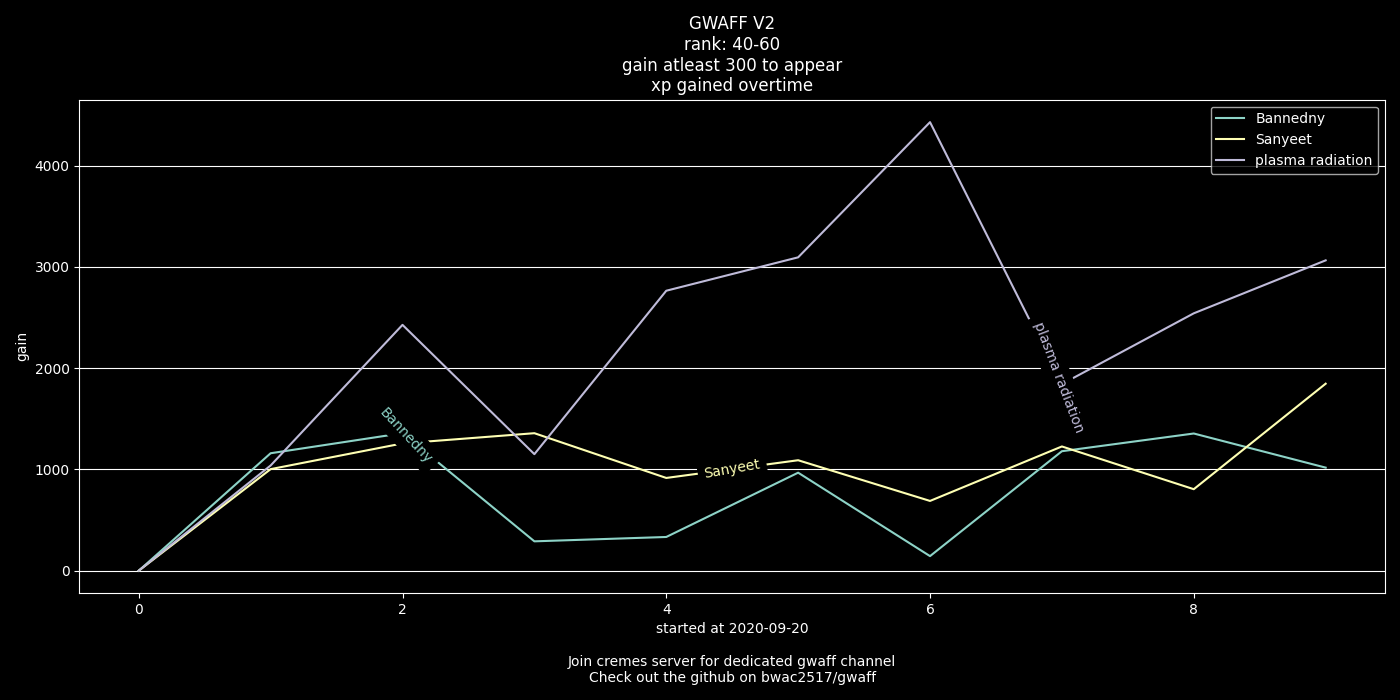 GWAFF V2
rank: 40-60
gain atleast 300 to appear
xp gained overtime
Bannedny
Sanyeet
plasma radiation
4000
3000
2000
1000
0
gain
Bannedny
Sanyeet
plasma radiation
0 2 4 6 8
started at 2020-09-20
Join cremes server for dedicated gwaff channel
Check out the github on bwac2517/gwaff